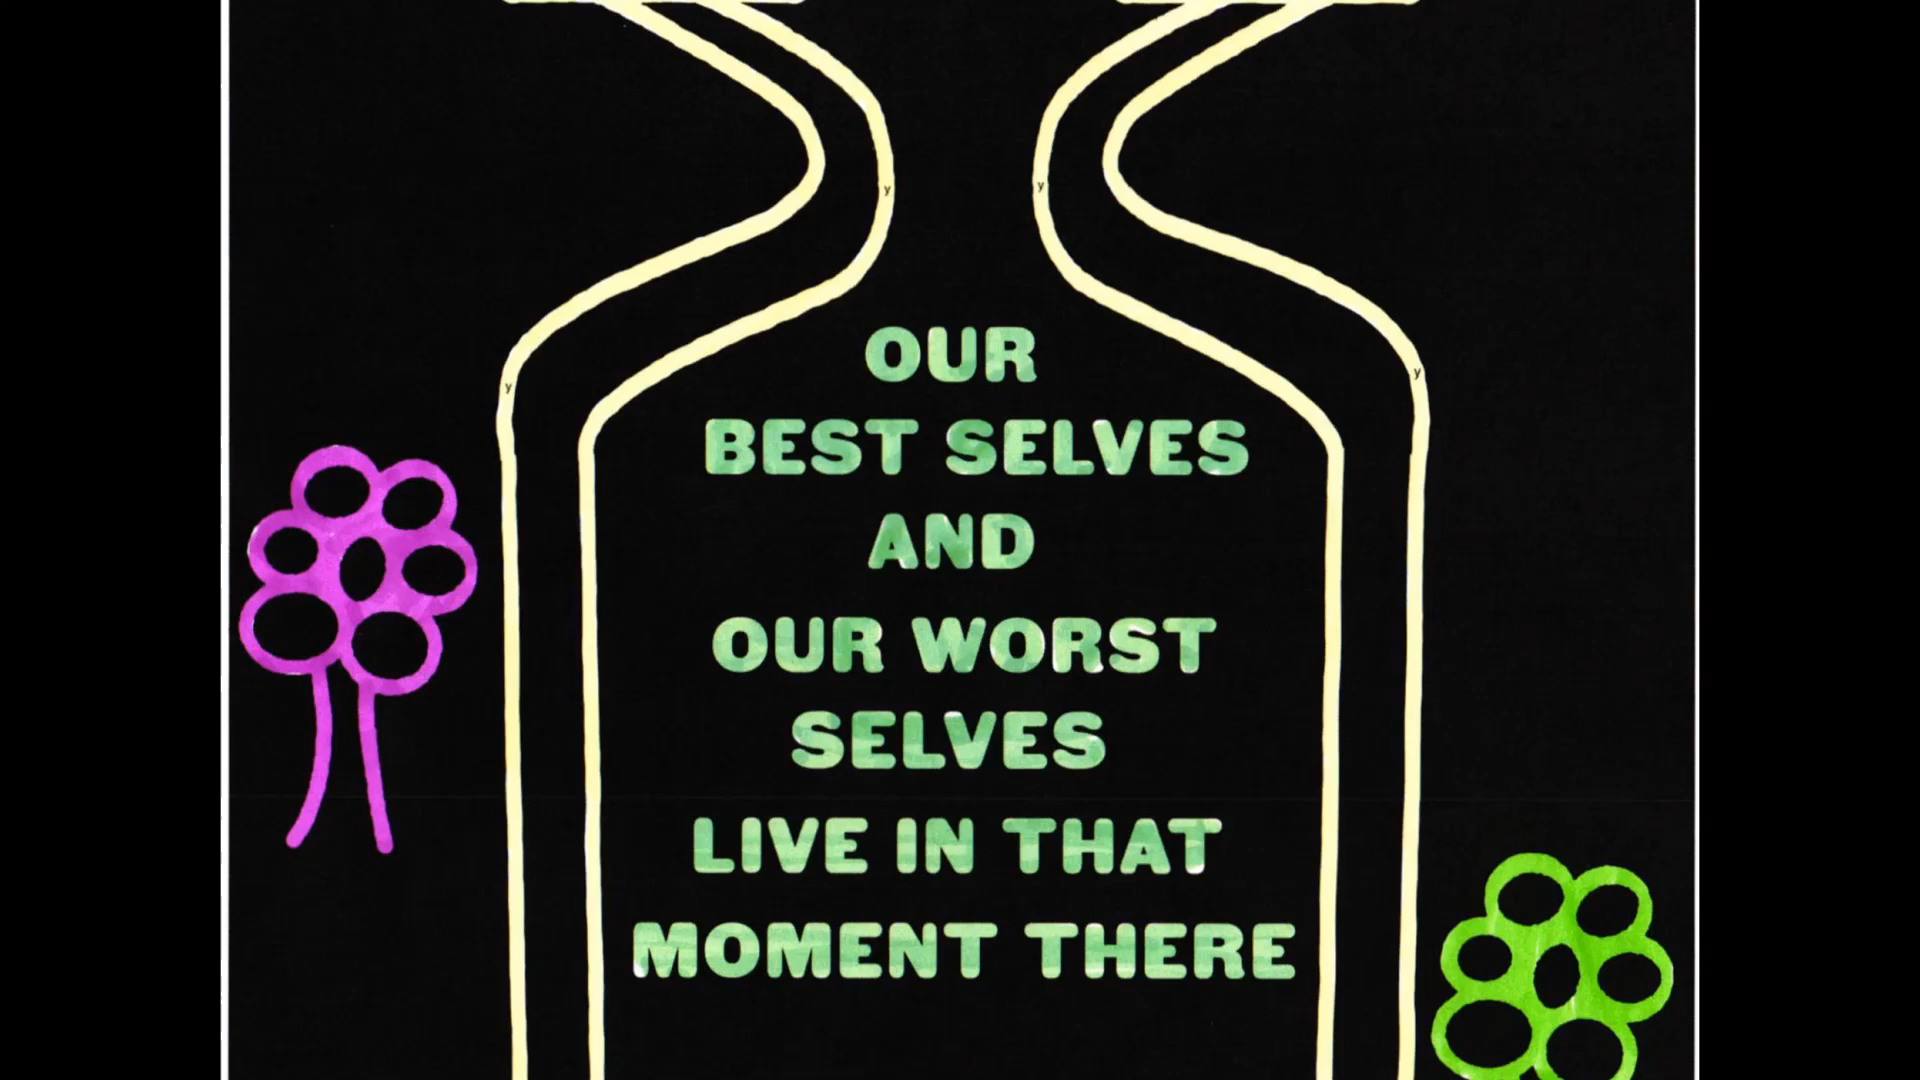 y
y
y
y
OUR
BEST SELVES
AND
OUR WORST
SELVES
LIVE IN THAT
MOMENT THERE